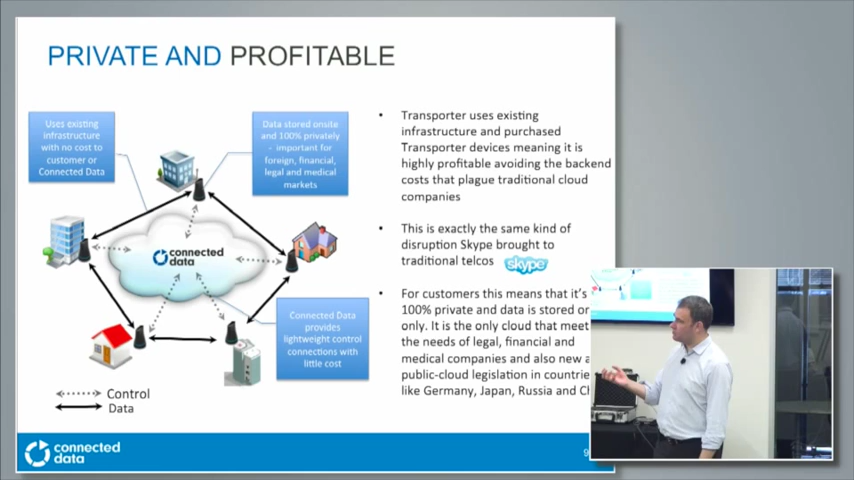 PRIVATE AND PROFITABLE
Uses existing
infrastructure
with no cost to
customer or
Connected Data
Data stored onsite
and 100% privately
- important for
foreign, financial,
legal and medical
markets
connected
data
Connected Data
provides
lightweight control
connections with
little cost
Control
Data
• Transporter uses existing
infrastructure and purchased
Transporter devices meaning it is
highly profitable avoiding the backend
costs that plague traditional cloud
companies
• This is exactly the same kind of
disruption Skype brought to
traditional telcos
skype
• For customers this means that it's
100% private and data is stored
only. It is the only cloud that
the needs of legal, financial and
medical companies and also new
public-cloud legislation in
like Germany, Japan, Russia and
connected
data
9